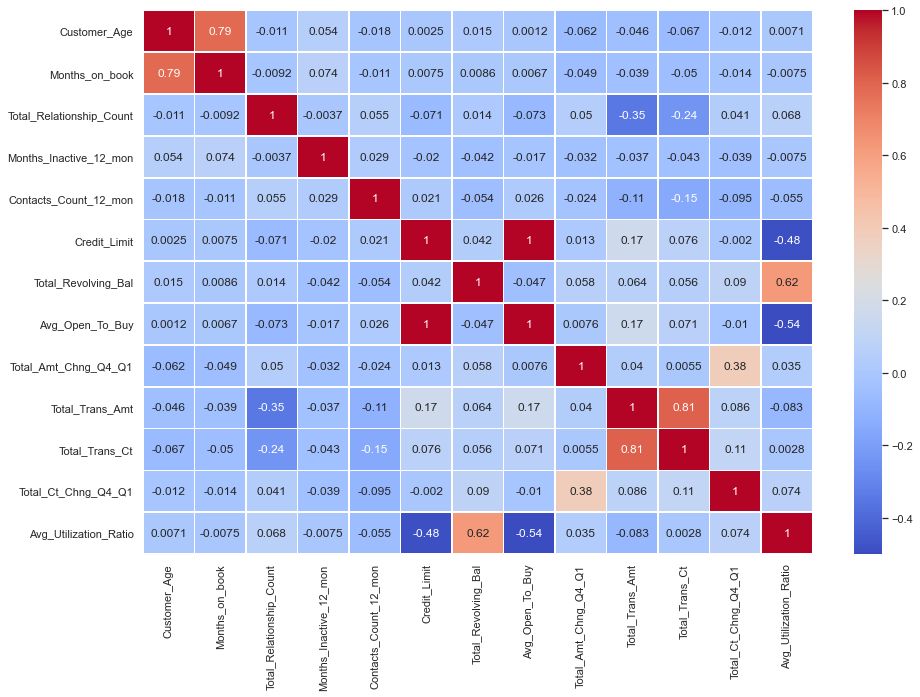 Customer_Age 1 0.79 -0.011 0.054 -0.018 0.0025 0.015 0.0012 -0.062 -0.046 -0.067 -0.012 0.0071
Months_on_book 0.79 1 -0.0092 0.074 -0.011 0.0075 0.0086 0.0067 -0.049 -0.039 -0.05 -0.014 -0.0075
Total_Relationship_Count -0.011 -0.0092 1 -0.0037 0.055 -0.071 0.014 -0.073 0.05 -0.35 -0.24 0.041 0.068
Months_Inactive_12_mon 0.054 0.074 -0.0037 1 0.029 -0.02 -0.042 -0.017 -0.032 -0.037 -0.043 -0.039 -0.0075
Contacts_Count_12_mon -0.018 -0.011 0.055 0.029 1 0.021 -0.054 0.026 -0.024 -0.11 -0.15 -0.095 -0.055
Credit_Limit 0.0025 0.0075 -0.071 -0.02 0.021 1 0.042 1 0.013 0.17 0.076 -0.002 -0.48
Total_Revolving_Bal 0.015 0.0086 0.014 -0.042 -0.054 0.042 1 -0.047 0.058 0.064 0.056 0.09 0.62
Avg_Open_To_Buy 0.0012 0.0067 -0.073 -0.017 0.026 1 -0.047 1 0.0076 0.17 0.071 -0.01 -0.54
Total_Amt_Chng_Q4_Q1 -0.062 -0.049 0.05 -0.032 -0.024 0.013 0.058 0.0076 1 0.04 0.0055 0.38 0.035
Total_Trans_Amt -0.046 -0.039 -0.35 -0.037 -0.11 0.17 0.064 0.17 0.04 1 0.81 0.086 -0.083
Total_Trans_Ct -0.067 -0.05 -0.24 -0.043 -0.15 0.076 0.056 0.071 0.0055 0.81 1 0.11 0.0028
Total_Ct_Chng_Q4_Q1 -0.012 -0.014 0.041 -0.039 -0.095 -0.002 0.09 -0.01 0.38 0.086 0.11 1 0.074
Avg_Utilization_Ratio 0.0071 -0.0075 0.068 -0.0075 -0.055 -0.48 0.62 -0.54 0.035 -0.083 0.0028 0.074 1
Customer_Age
Months_on_book
Total_Relationship_Count
Months_Inactive_12_mon
Contacts_Count_12_mon
Credit_Limit
Total_Revolving_Bal
Avg_Open_To_Buy
Total_Amt_Chng_Q4_Q1
Total_Trans_Amt
Total_Trans_Ct
Total_Ct_Chng_Q4_Q1
Avg_Utilization_Ratio
1.0
0.8
0.6
0.4
0.2
0.0
-0.2
-0.4